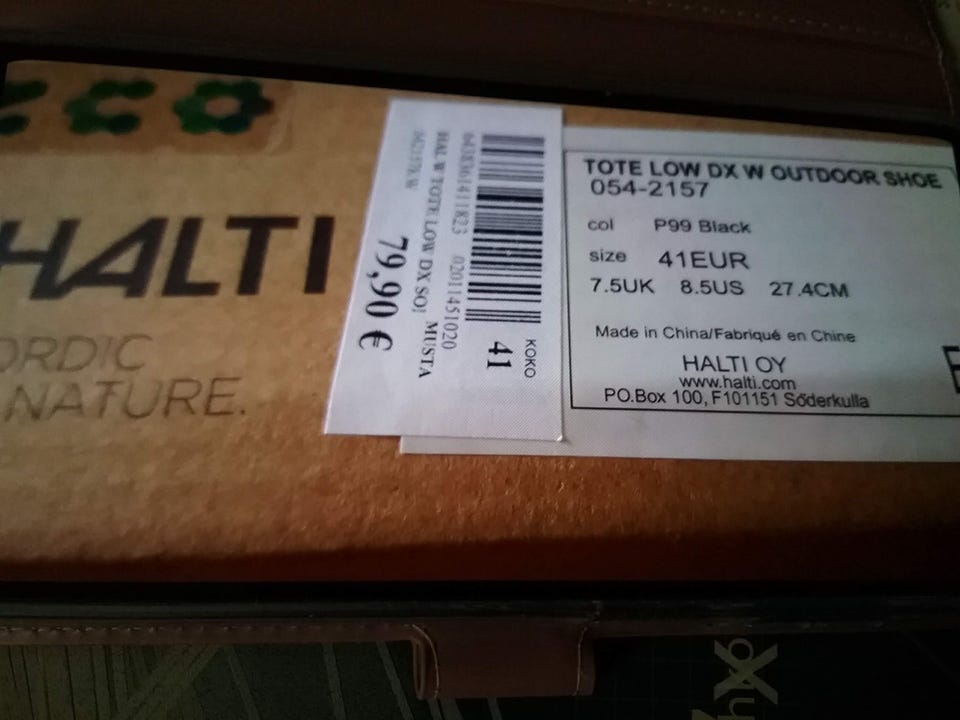 HALTI
ORDIC
NATURE.
KOKO
41
6438361411823 02011451020
HAL W TOTE LOW DX SO! MUSTA
79,90 €
TOTE LOW DX W OUTDOOR SHOE
054-2157
col P99 Black
size 41EUR
7.5UK 8.5US 27.4CM
Made in China/Fabriqué en Chine
HALTI OY
www.halti.com
PO.Box 100, F101151 Söderkulla